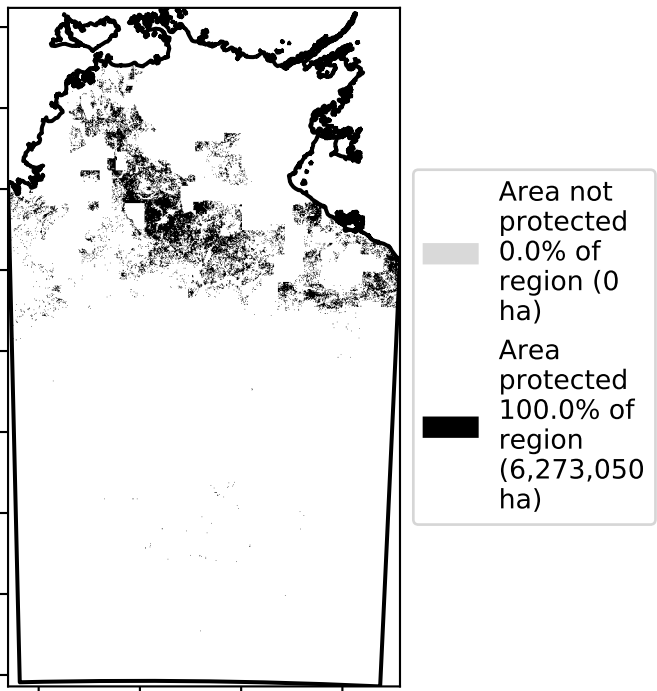 Area not
protected
0.0% of
region (0
ha)
Area
protected
100.0% of
region
(6,273,050
ha)